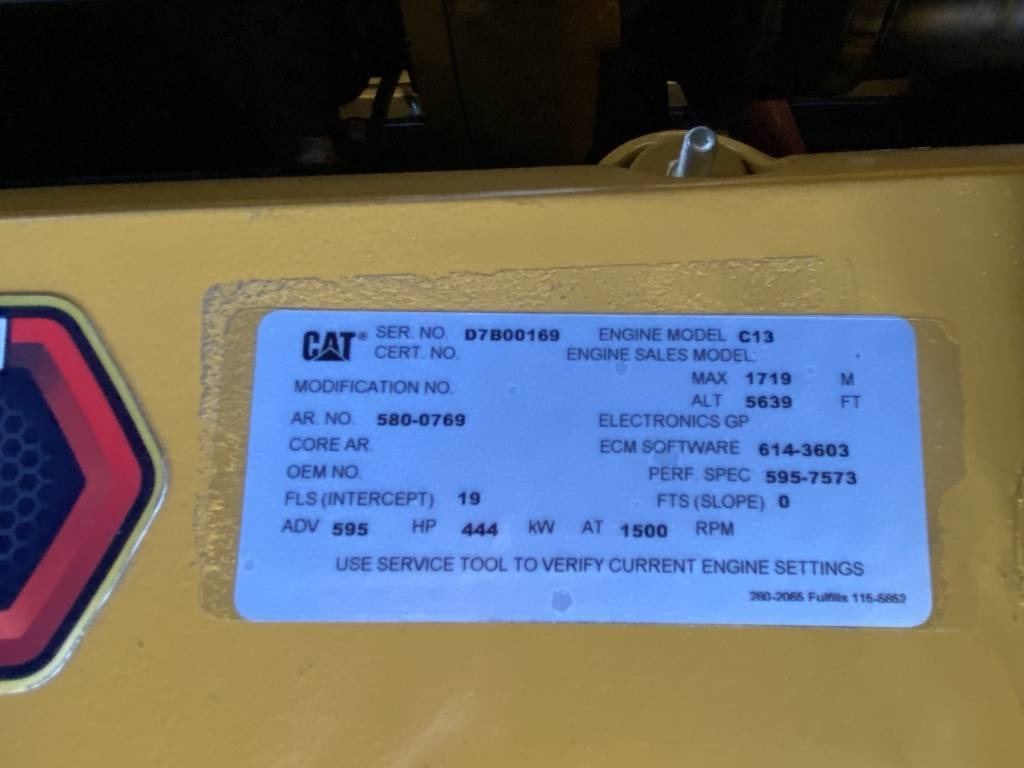 CAT® SER. NO. D7B00169 ENGINE MODEL C13
CERT. NO. ENGINE SALES MODEL:
MODIFICATION NO. MAX 1719 M
ALT 5639 FT
AR. NO. 580-0769 ELECTRONICS GP
CORE AR. ECM SOFTWARE 614-3603
OEM NO. PERF. SPEC 595-7573
FLS (INTERCEPT) 19 FTS (SLOPE) 0
ADV 595 HP 444 kW AT 1500 RPM
USE SERVICE TOOL TO VERIFY CURRENT ENGINE SETTINGS
280-2065 Fulfills 115-5852